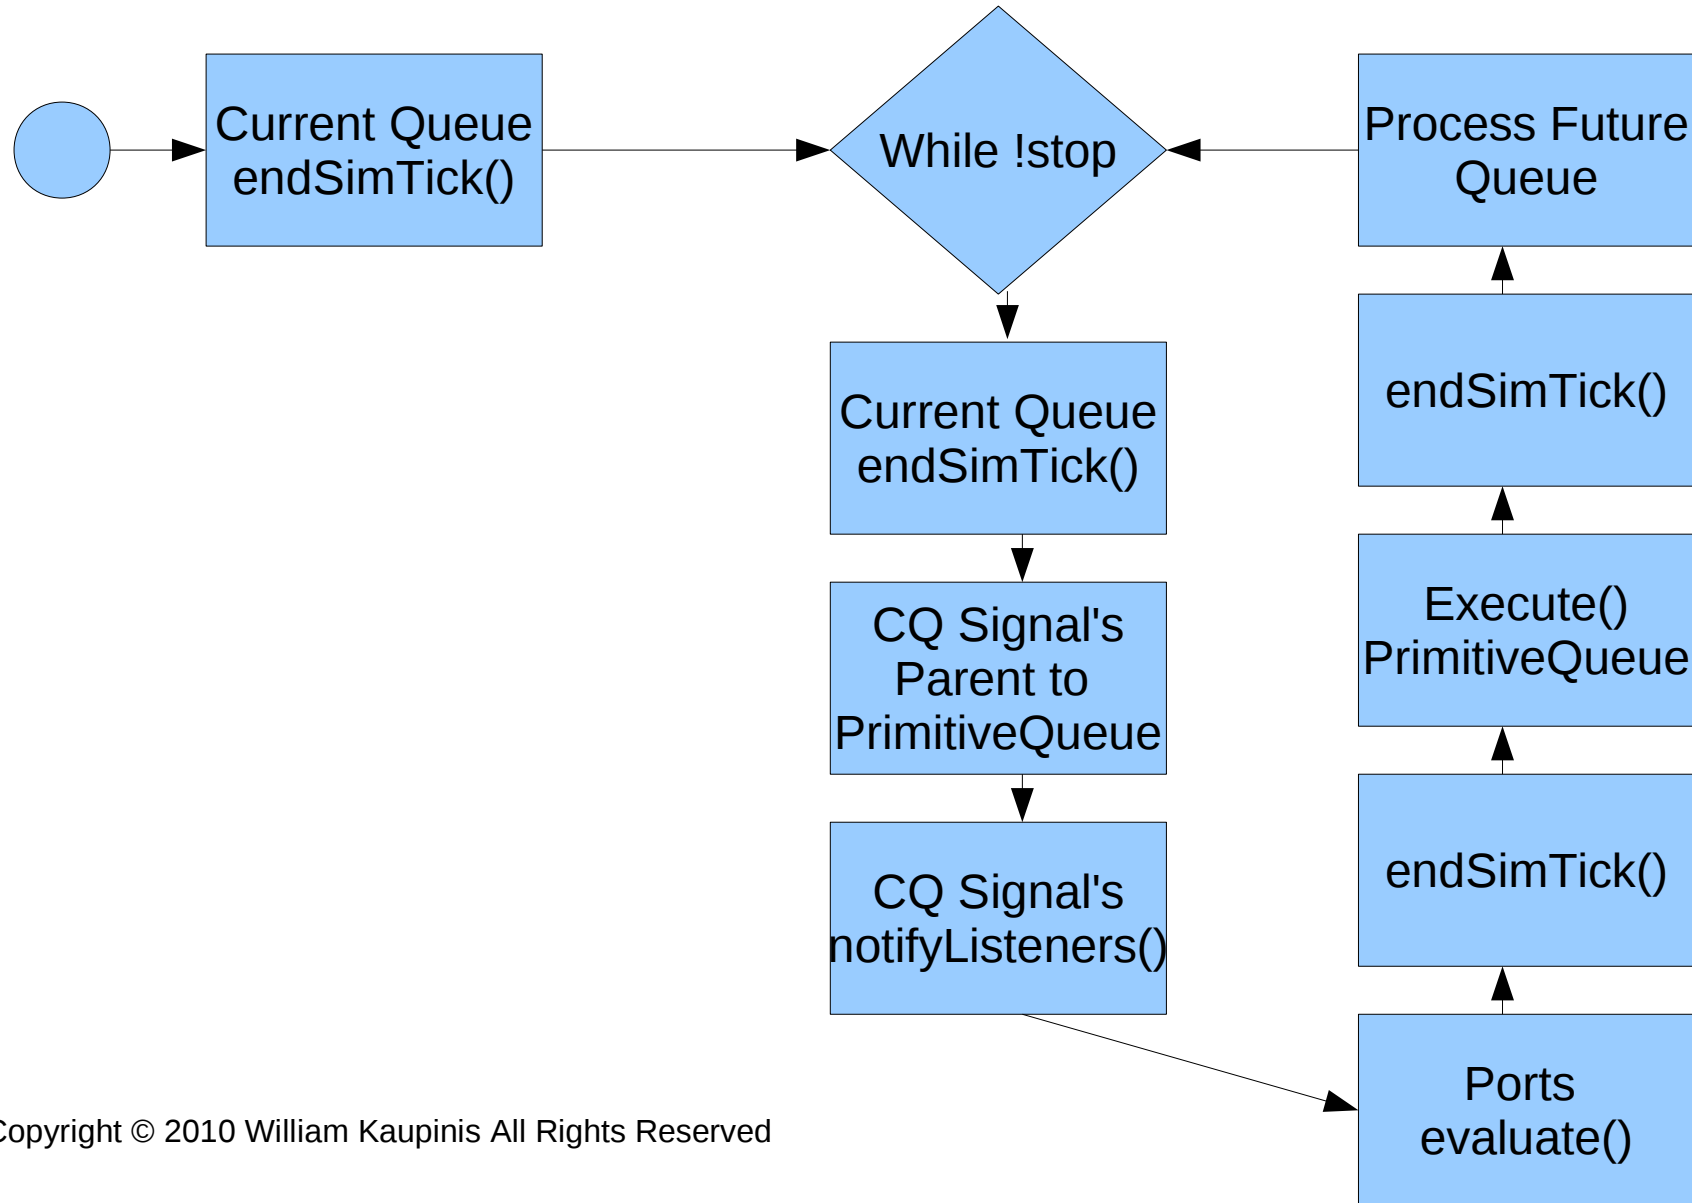 Current Queue
endSimTick()
While !stop
Process Future
Queue
Current Queue
endSimTick()
CQ Signal's
Parent to
PrimitiveQueue
CQ Signal's
notifyListeners()
Ports
evaluate()
endSimTick()
Execute()
PrimitiveQueue
endSimTick()
Copyright © 2010 William Kaupinis All Rights Reserved